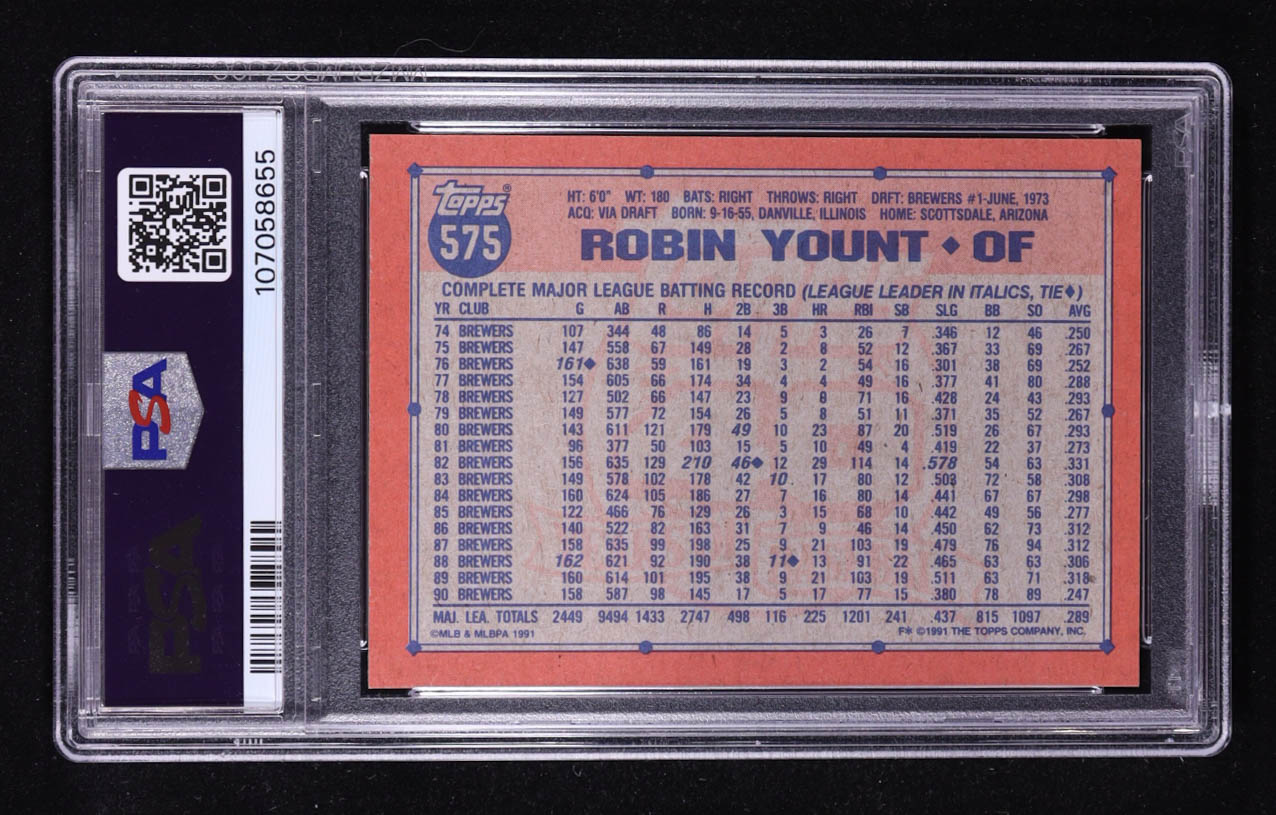 107058655
PSA
PSA
Topps®
575
HT: 6'0" WT: 180 BATS: RIGHT THROWS: RIGHT DRFT: BREWERS #1-JUNE, 1973
ACQ: VIA DRAFT BORN: 9-16-55, DANVILLE, ILLINOIS HOME: SCOTTSDALE, ARIZONA
ROBIN YOUNT ◆ OF
COMPLETE MAJOR LEAGUE BATTING RECORD (LEAGUE LEADER IN ITALICS, TIE◆)
YR CLUB G AB R H 2B 3B HR RBI SB SLG BB SO AVG
74 BREWERS 107 344 48 86 14 5 3 26 7 .346 12 46 .250
75 BREWERS 147 558 67 149 28 2 8 52 12 .367 33 69 .267
76 BREWERS 161◆ 638 59 161 19 3 2 54 16 .301 38 69 .252
77 BREWERS 154 605 66 174 34 4 4 49 16 .377 41 80 .288
78 BREWERS 127 502 66 147 23 9 9 71 16 .428 24 43 .293
79 BREWERS 149 577 72 154 26 5 8 51 11 .371 35 52 .267
80 BREWERS 143 611 121 179 49 10 23 87 20 .519 26 67 .293
81 BREWERS 96 377 50 103 15 5 10 49 4 .419 22 37 .273
82 BREWERS 156 635 129 210 46◆ 12 29 114 14 .578 54 63 .331
83 BREWERS 149 578 102 178 42 10 17 80 12 .503 72 58 .308
84 BREWERS 160 624 105 186 27 7 16 80 14 .441 67 67 .298
85 BREWERS 122 466 76 129 26 3 15 68 10 .442 49 56 .277
86 BREWERS 140 522 82 163 31 7 9 46 14 .450 62 73 .312
87 BREWERS 158 635 99 198 25 9 21 103 19 .479 76 94 .312
88 BREWERS 162 621 92 190 38 11◆ 13 91 22 .465 63 63 .306
89 BREWERS 160 614 101 195 38 9 21 103 19 .511 63 71 .318
90 BREWERS 158 587 98 145 17 5 17 77 15 .380 78 89 .247
MAJ. LEA. TOTALS 2449 9494 1433 2747 498 116 225 1201 241 .437 815 1097 .289
©MLB & MLBPA 1991 F* ©1991 THE TOPPS COMPANY, INC.